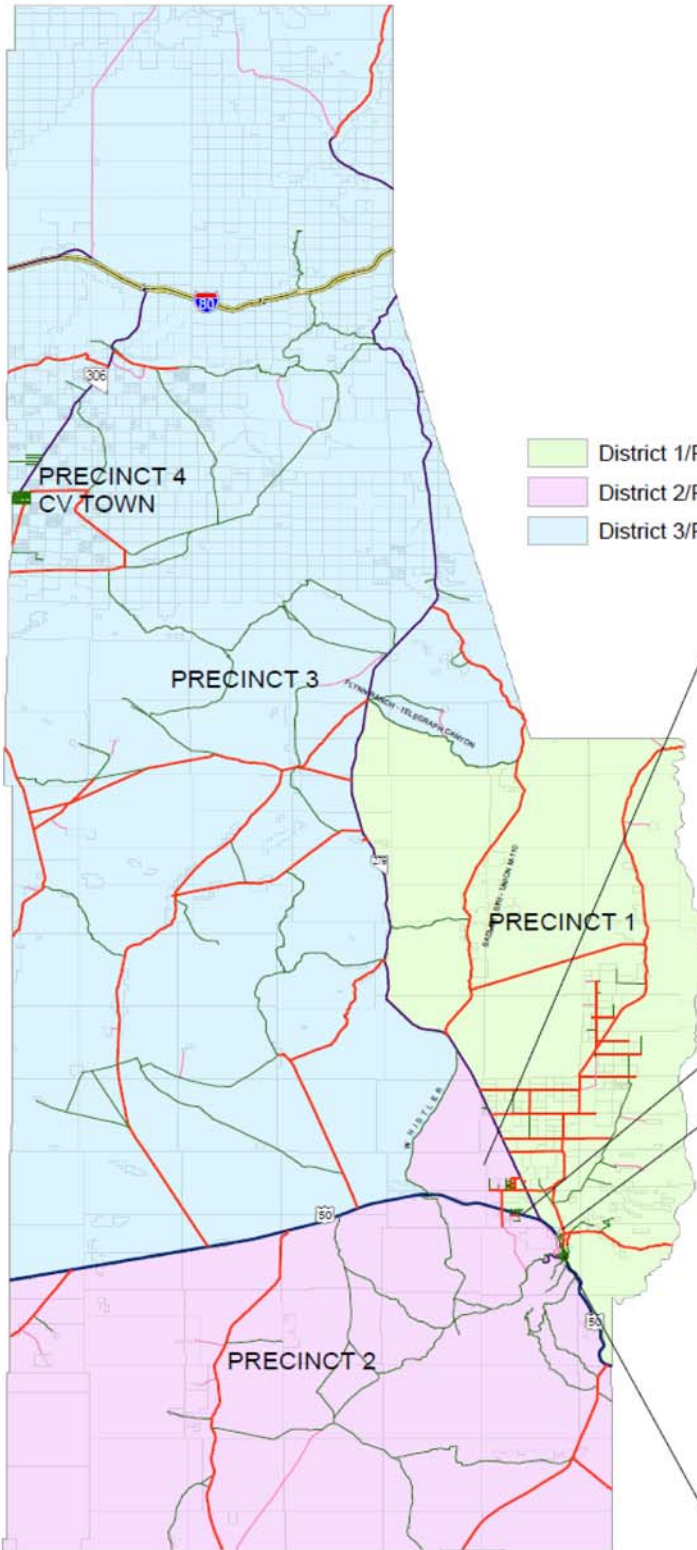 80
306
District 1/P
District 2/P
District 3/P
PRECINCT 4
CV TOWN
PRECINCT 3
FLYNN RANCH - TELEGRAPH CANYON
278
PRECINCT 1
WHISTLER
50
50
PRECINCT 2